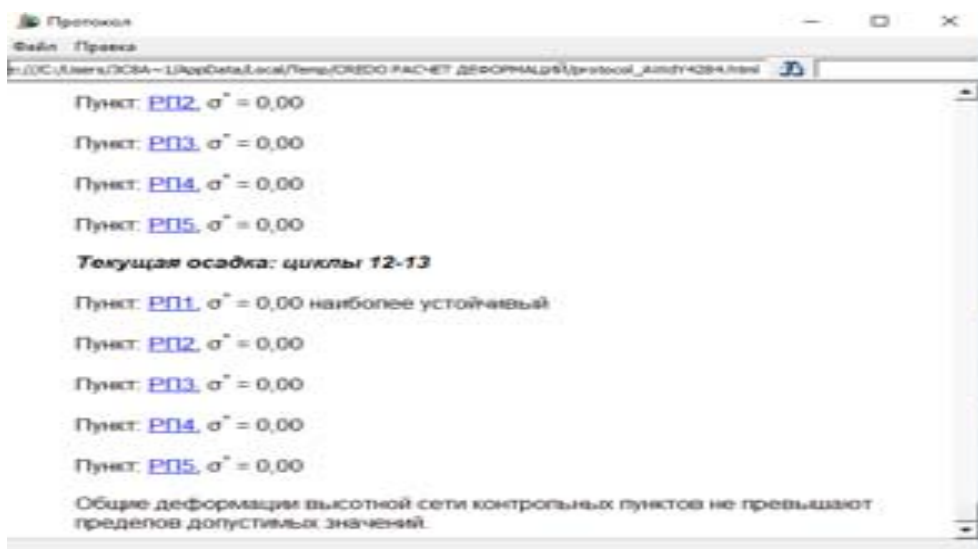 Протокол
Файл Правка
Пункт: РП2, σ* = 0,00
Пункт: РП3, σ* = 0,00
Пункт: РП4, σ* = 0,00
Пункт: РП5, σ* = 0,00
Текущая осадка: циклы 12-13
Пункт: РП1, σ* = 0,00 наиболее устойчивый
Пункт: РП2, σ* = 0,00
Пункт: РП3, σ* = 0,00
Пункт: РП4, σ* = 0,00
Пункт: РП5, σ* = 0,00
Общие деформации высотной сети контрольных пунктов не превышают
пределов допустимых значений.